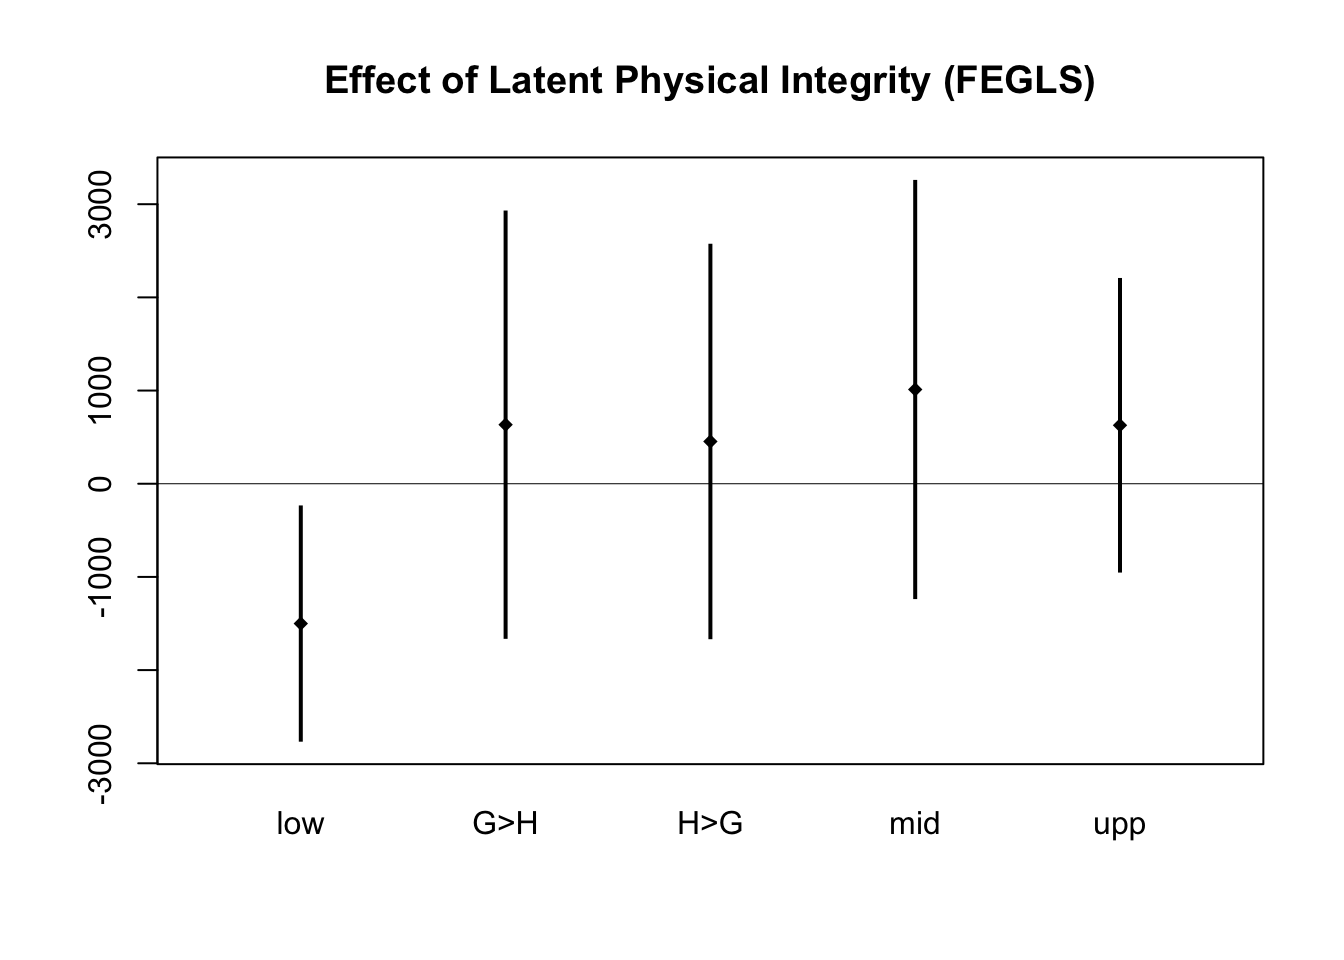 Effect of Latent Physical Integrity (FEGLS)
3000
1000
0
-1000
-3000
low G>H H>G mid upp